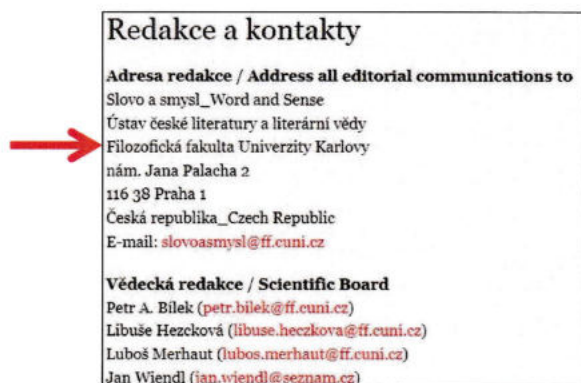 Redakce a kontakty
Adresa redakce / Address all editorial communications to
Slovo a smysl_Word and Sense
Ústav české literatury a literární vědy
Filozofická fakulta Univerzity Karlovy
nám. Jana Palacha 2
116 38 Praha 1
Česká republika_Czech Republic
E-mail: slovoasmysl@ff.cuni.cz
Vědecká redakce / Scientific Board
Petr A. Bílek (petr.bilek@ff.cuni.cz)
Libuše Hezcková (libuse.heczkova@ff.cuni.cz)
Luboš Merhaut (lubos.merhaut@ff.cuni.cz)
Jan Wiendl (jan.wiendl@seznam.cz)